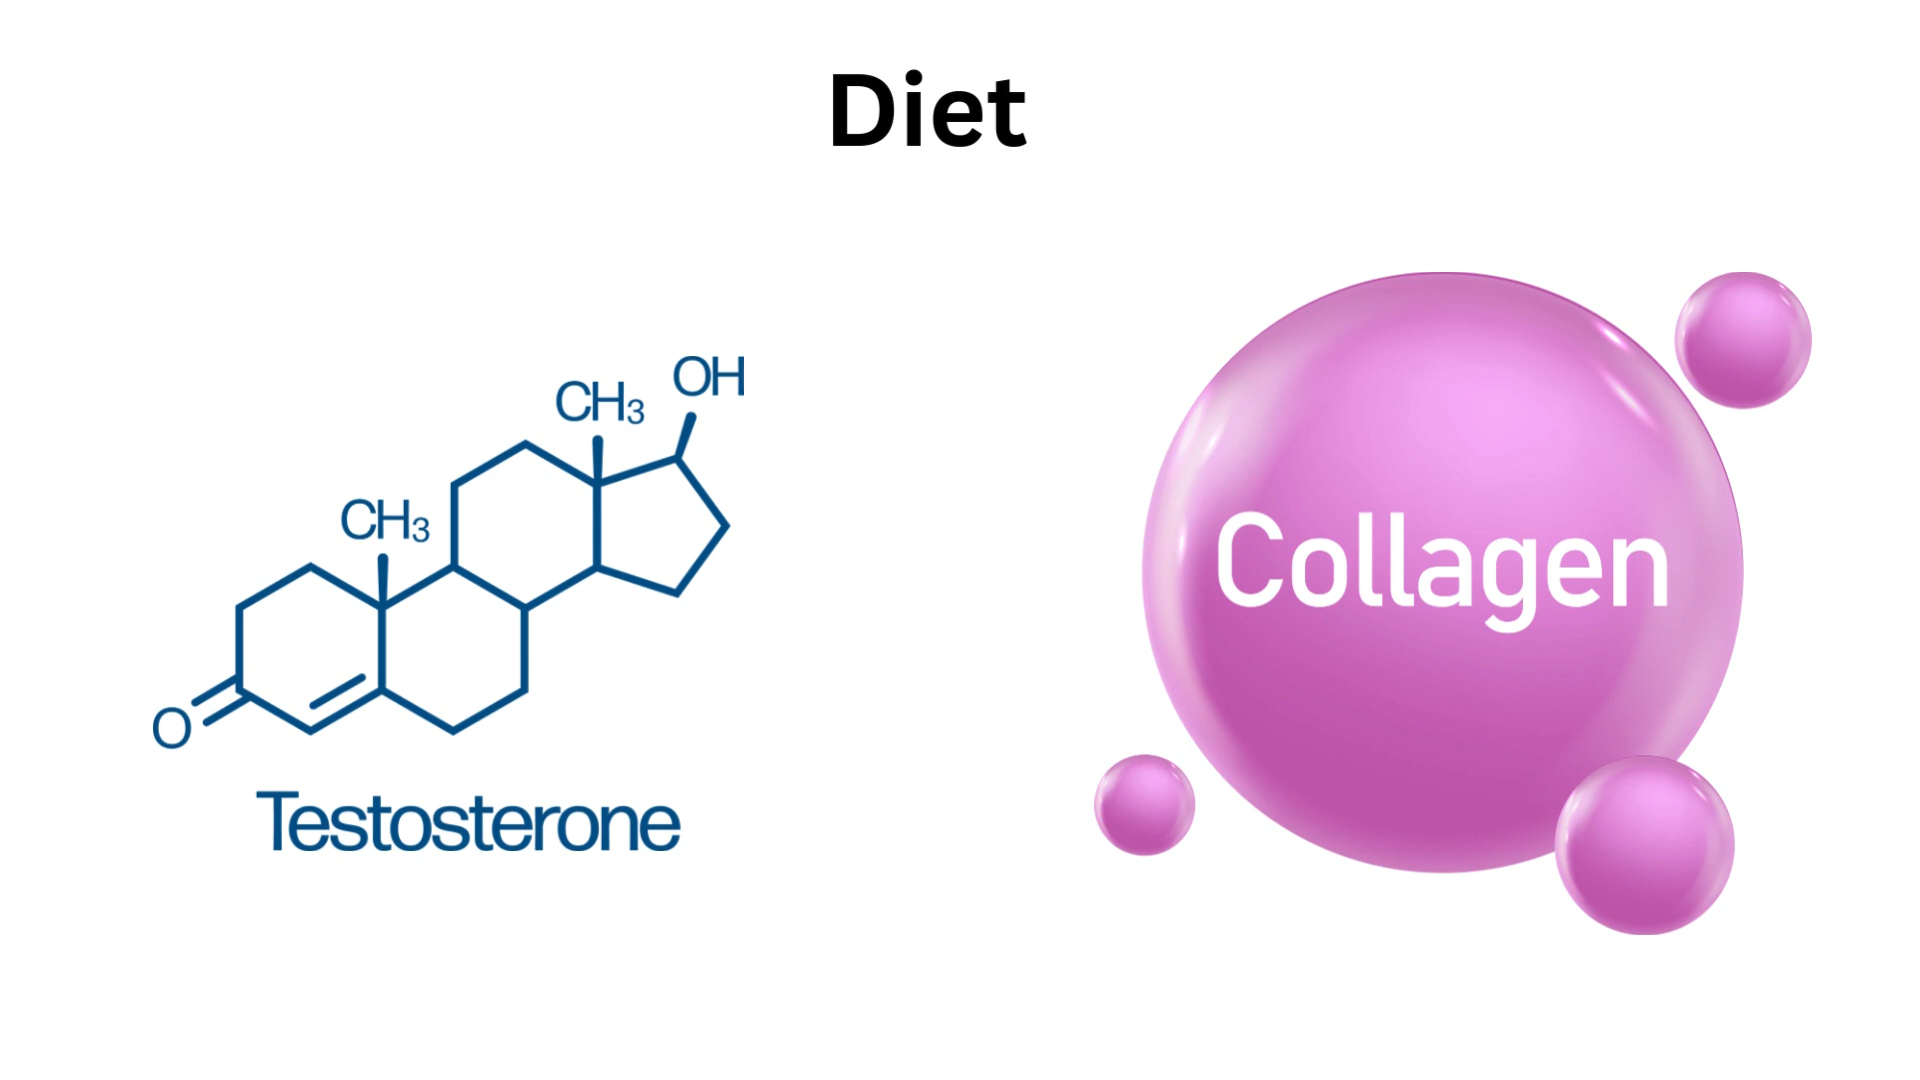 Diet
OH
CH₃
CH₃
Collagen
O
Testosterone